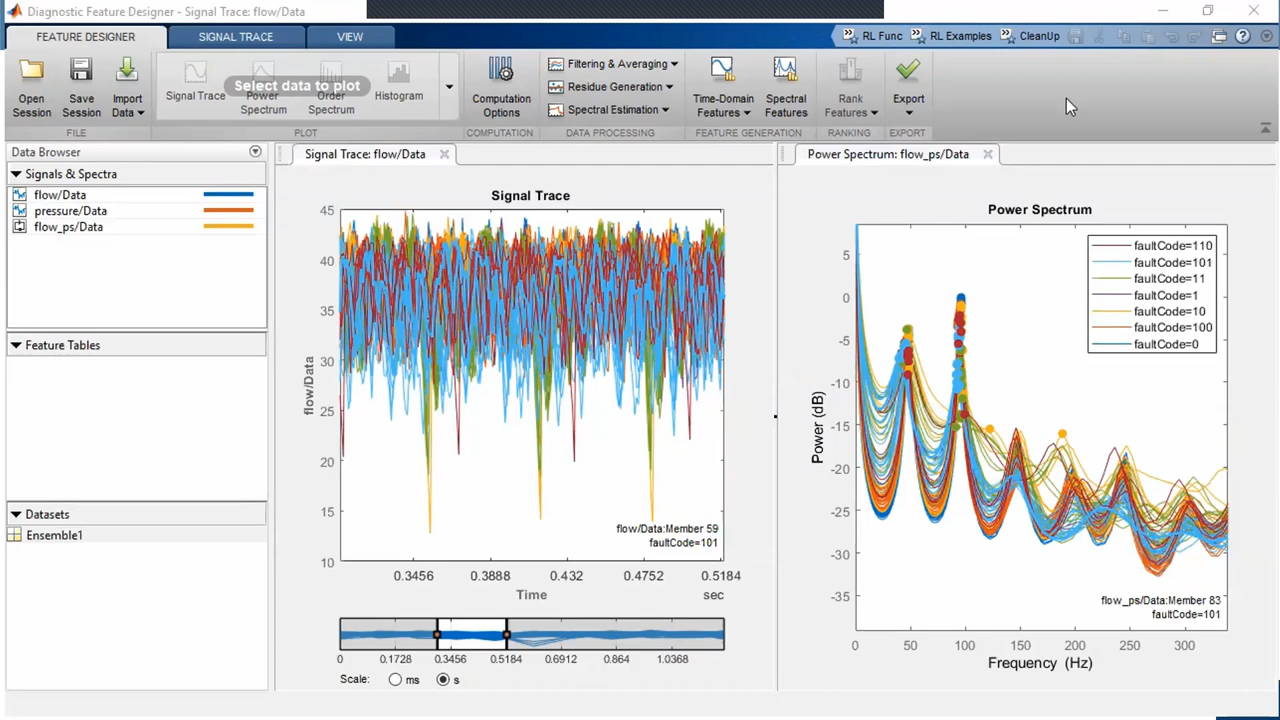 Diagnostic Feature Designer - Signal Trace: flow/Data
FEATURE DESIGNER
SIGNAL TRACE
VIEW
RL Func
RL Examples
CleanUp
Open
Session
Save
Session
Import
Data
Signal Trace
Power
Spectrum
Order
Spectrum
Histogram
Select data to plot
Computation
Options
Filtering & Averaging
Residue Generation
Spectral Estimation
Time-Domain
Features
Spectral
Features
Rank
Features
Export
FILE
PLOT
COMPUTATION
DATA PROCESSING
FEATURE GENERATION
RANKING
EXPORT
Data Browser
Signals & Spectra
flow/Data
pressure/Data
flow_ps/Data
Feature Tables
Datasets
Ensemble1
Signal Trace: flow/Data
Signal Trace
45
40
35
30
25
20
15
10
flow/Data
flow/Data:Member 59
faultCode=101
0.3456 0.3888 0.432 0.4752 0.5184
Time
sec
0 0.1728 0.3456 0.5184 0.6912 0.864 1.0368
Scale: ms s
Power Spectrum: flow_ps/Data
Power Spectrum
faultCode=110
faultCode=101
faultCode=11
faultCode=1
faultCode=10
faultCode=100
faultCode=0
5
0
-5
-10
-15
-20
-25
-30
-35
Power (dB)
flow_ps/Data:Member 83
faultCode=101
0 50 100 150 200 250 300
Frequency (Hz)